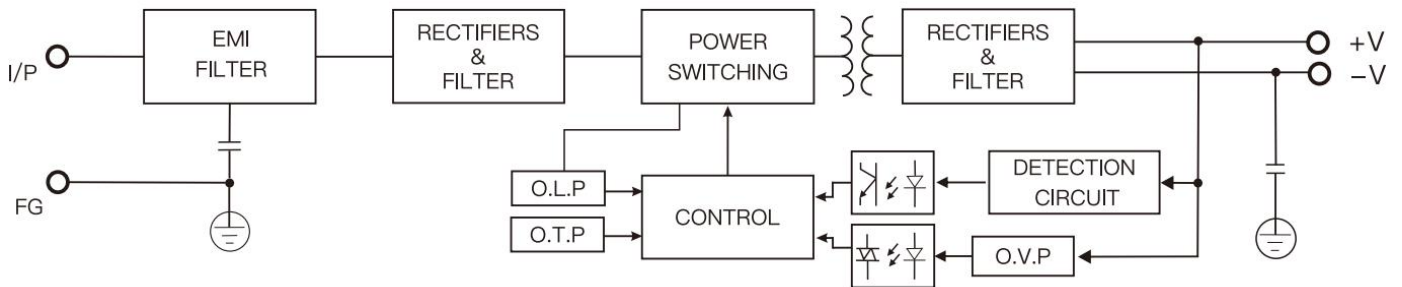 I/P
EMI
FILTER
RECTIFIERS
&
FILTER
POWER
SWITCHING
RECTIFIERS
&
FILTER
+V
−V
FG
O.L.P
O.T.P
CONTROL
DETECTION
CIRCUIT
O.V.P